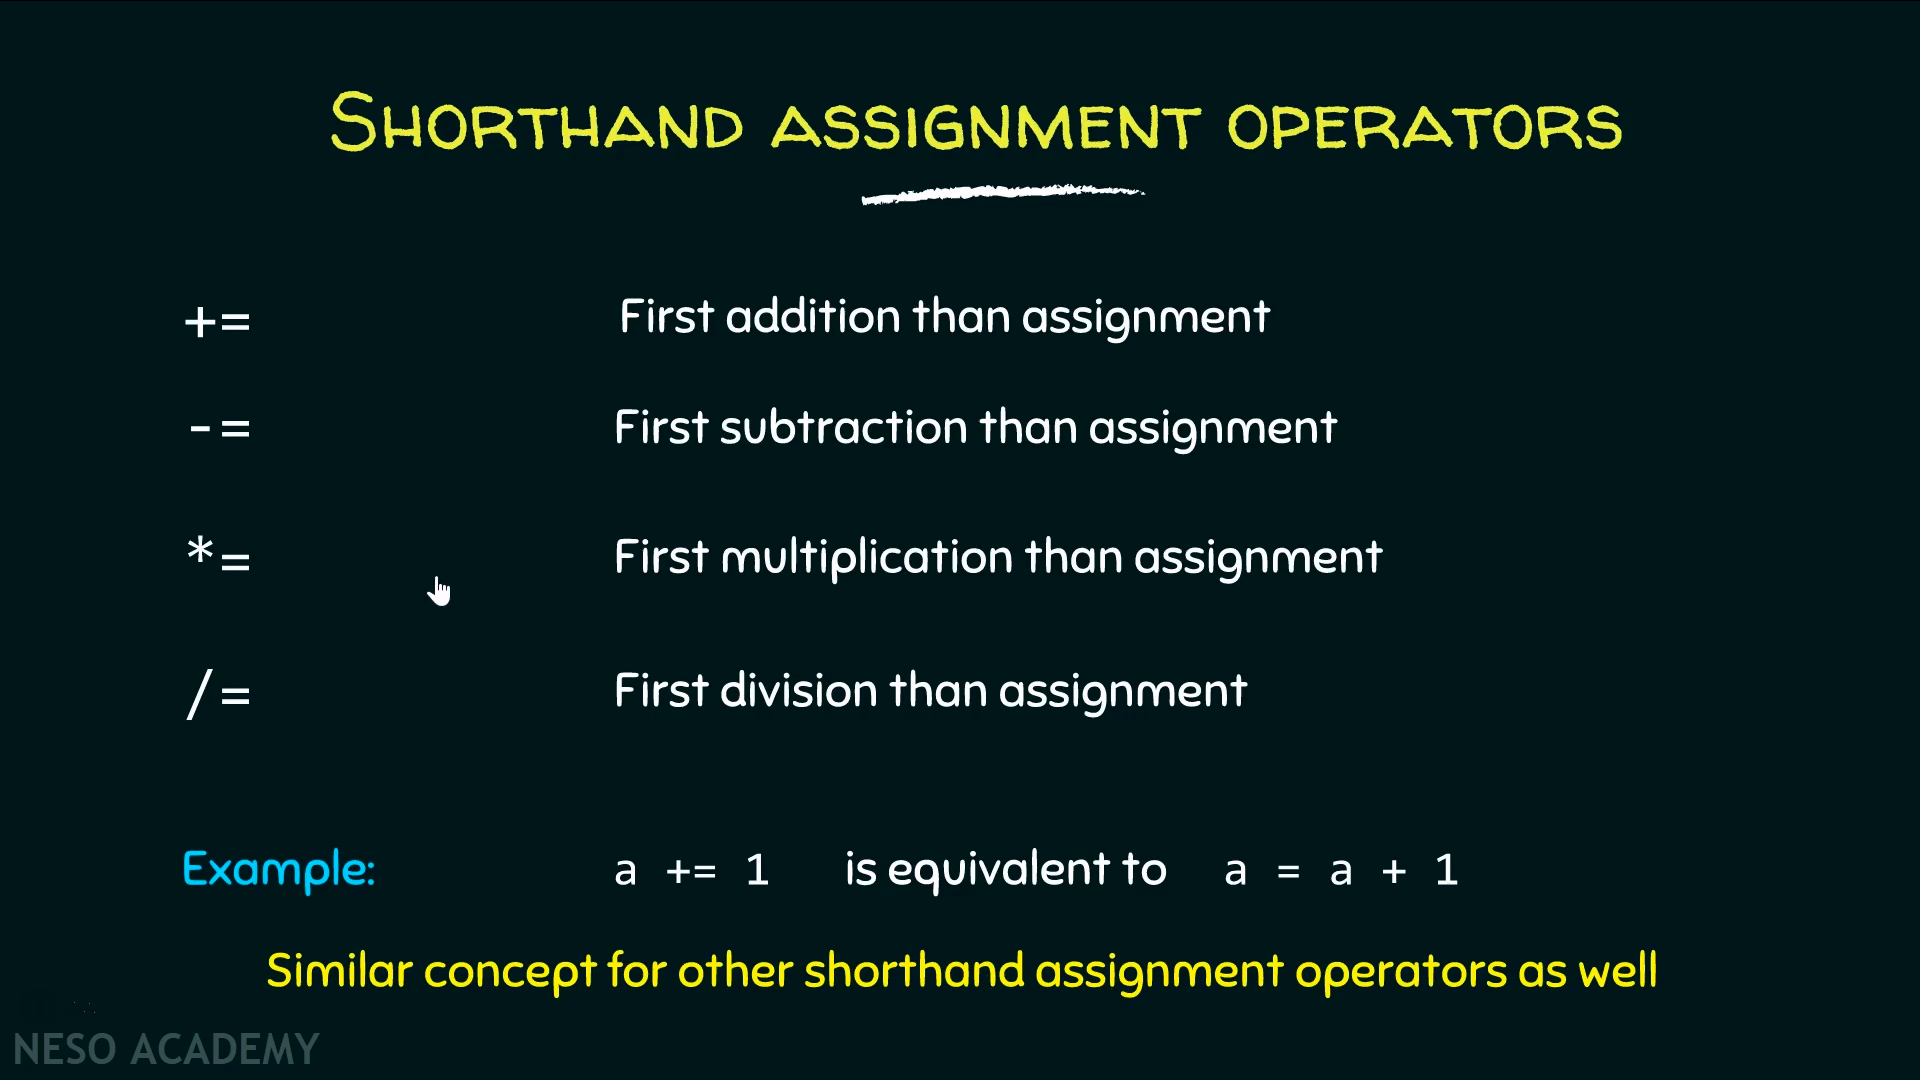 Shorthand assignment operators
+= First addition than assignment
-= First subtraction than assignment
*= First multiplication than assignment
/= First division than assignment
Example: a += 1 is equivalent to a = a + 1
Similar concept for other shorthand assignment operators as well
NESO ACADEMY